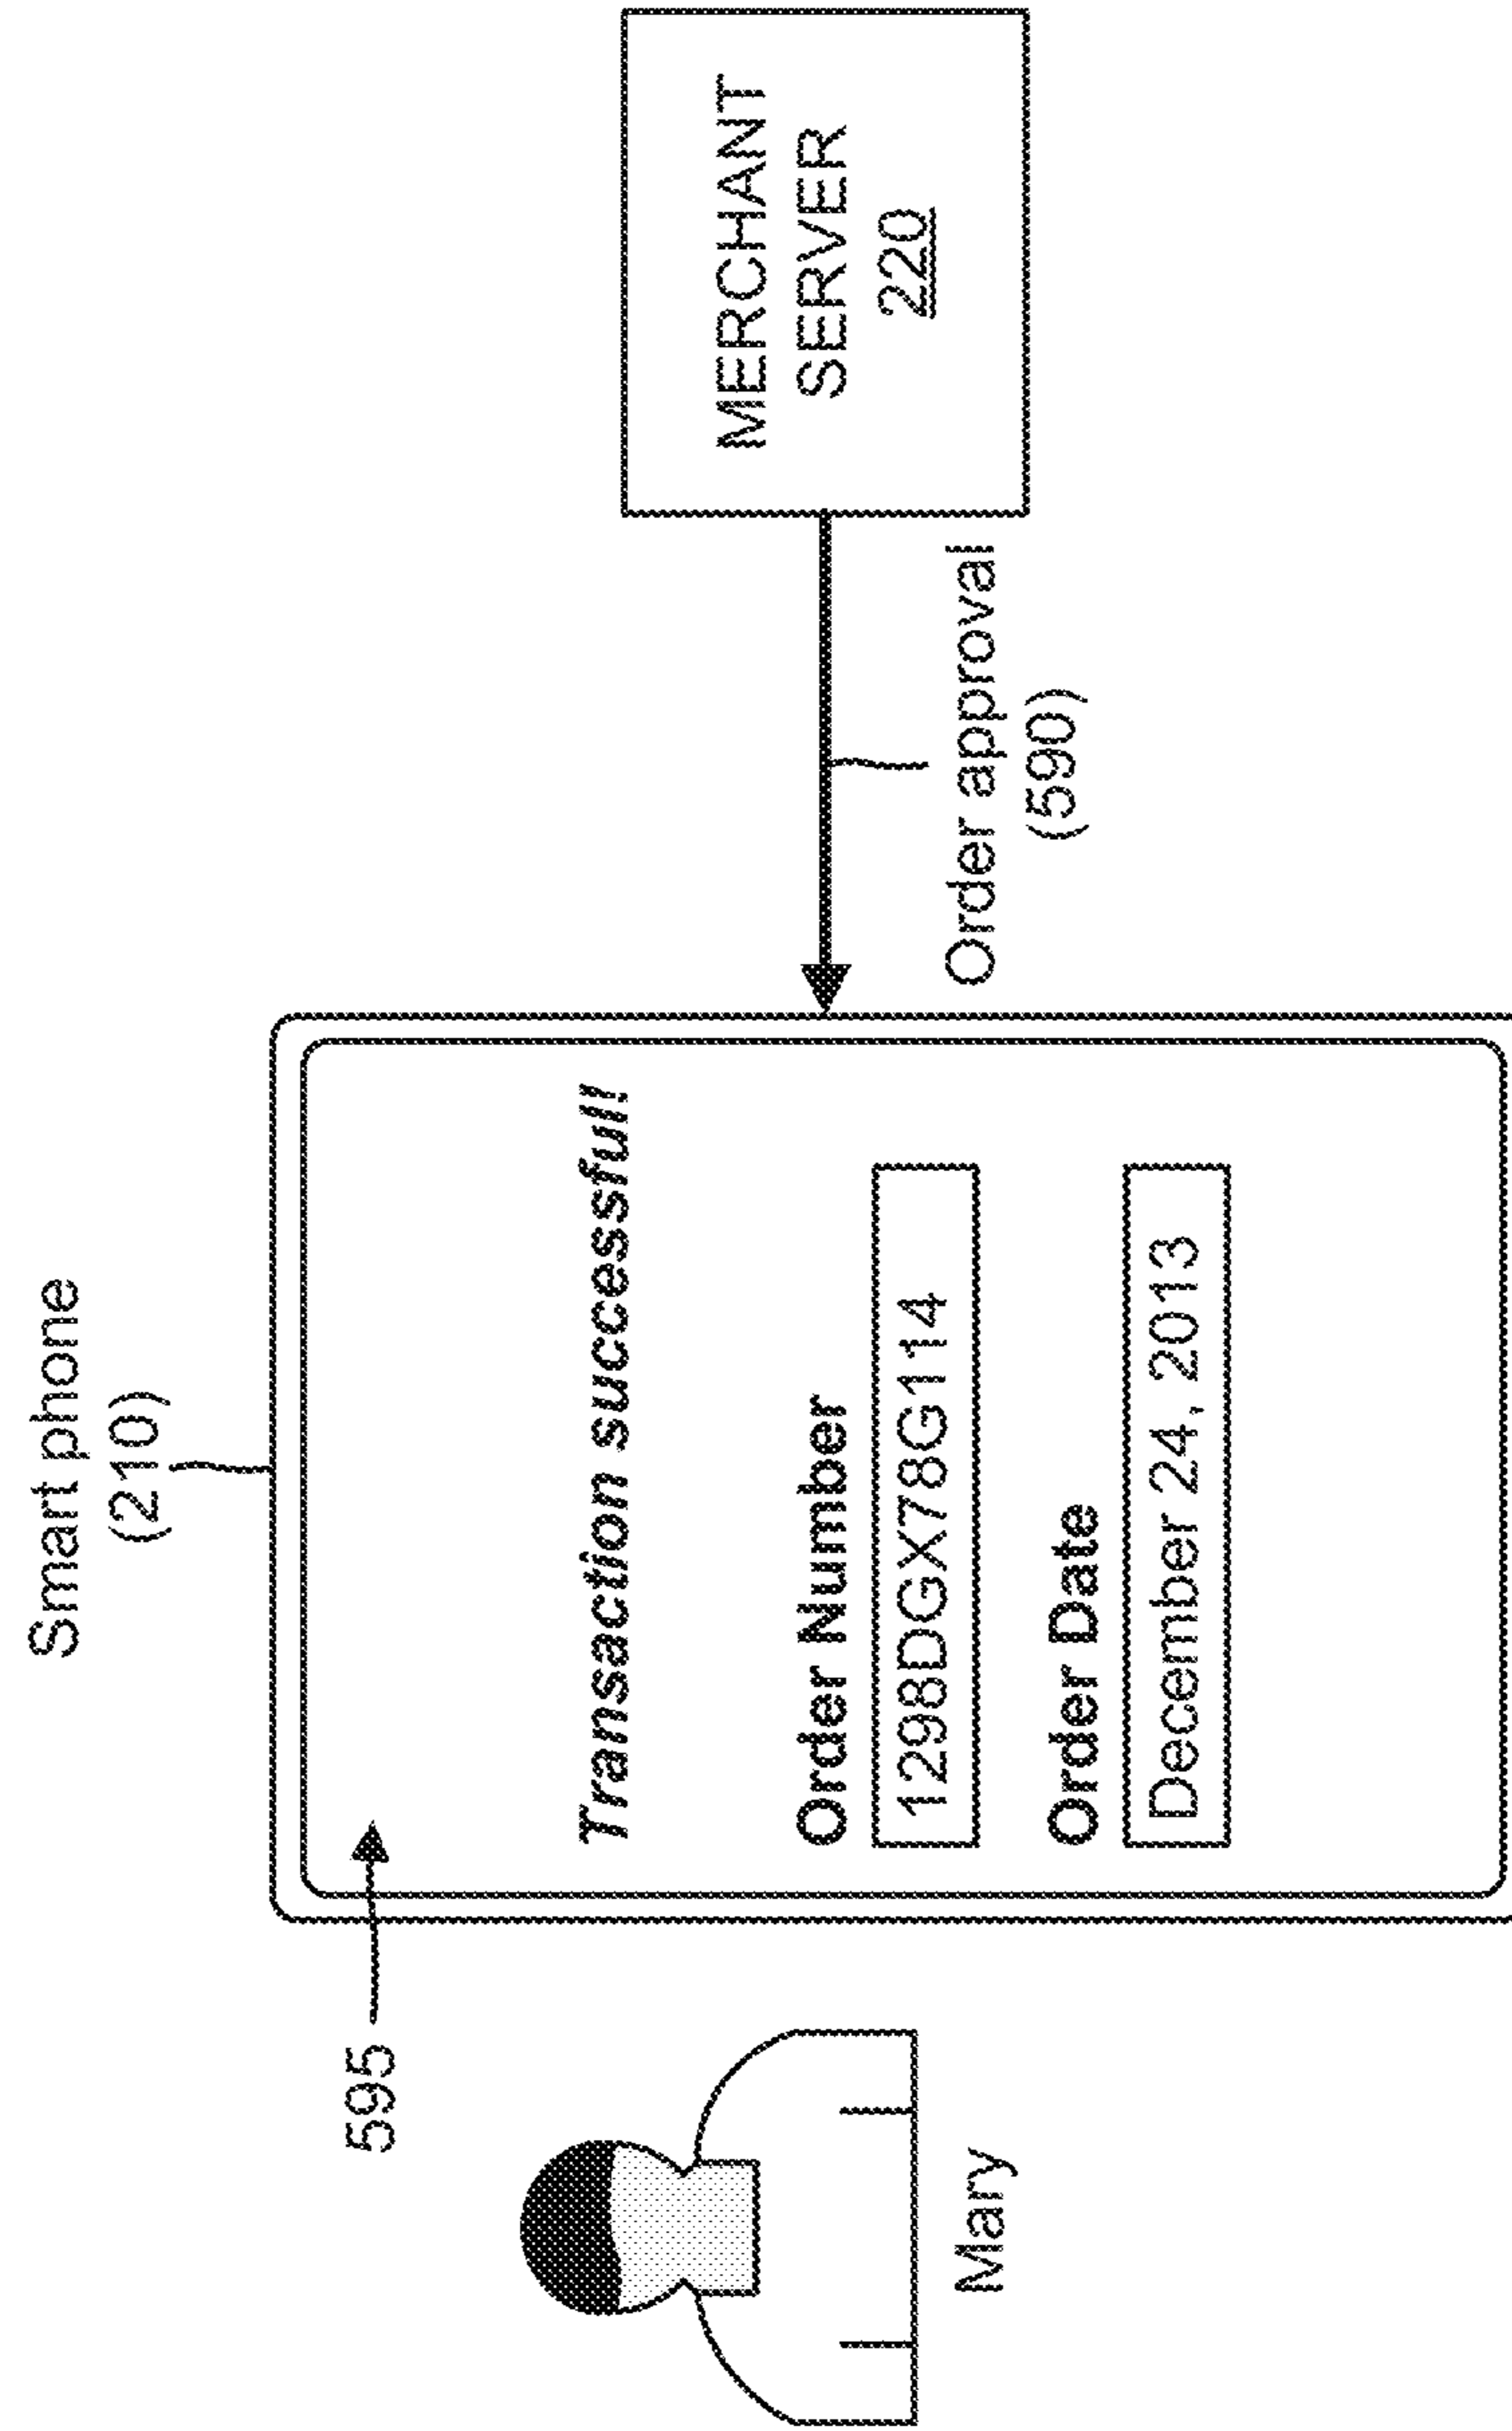 Smart phone
(210)
595
Transaction successful!
Order Number
1298DGX78G114
Order Date
December 24, 2013
Mary
Order approval
(590)
MERCHANT
SERVER
220